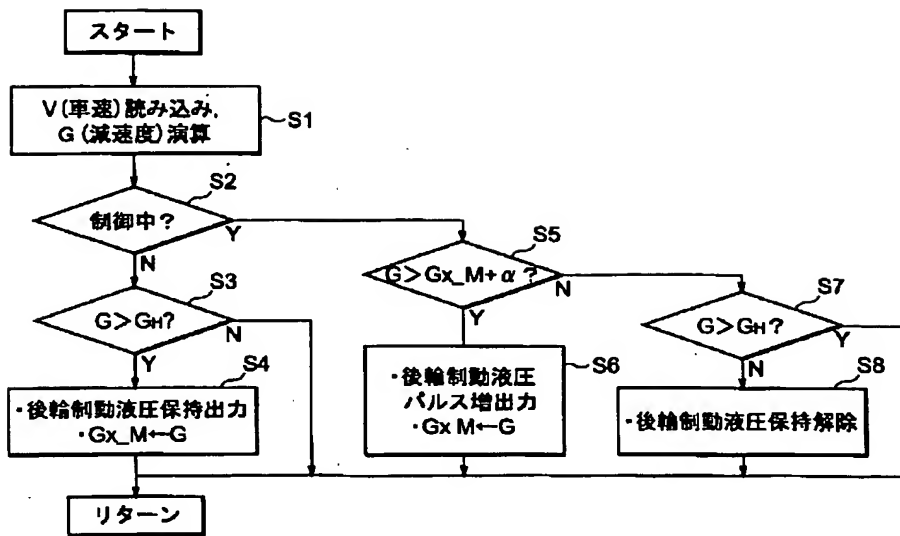 スタート
V(車速)読み込み,
G(減速度)演算
S1
S2
制御中?
Y
N
S3
G>GH?
N
Y
S4
・後輪制動液圧保持出力
・Gx_M←G
リターン
S5
G>Gx_M+α?
N
Y
S6
・後輪制動液圧
パルス増出力
・Gx M←G
S7
G>GH?
Y
N
S8
・後輪制動液圧保持解除